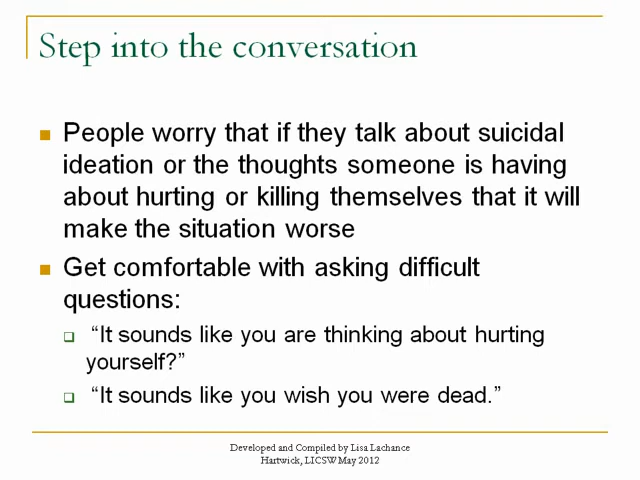 Step into the conversation
People worry that if they talk about suicidal
ideation or the thoughts someone is having
about hurting or killing themselves that it will
make the situation worse
Get comfortable with asking difficult
questions:
“It sounds like you are thinking about hurting
yourself?”
“It sounds like you wish you were dead.”
Developed and Compiled by Lisa Lachance
Hartwick, LICSW May 2012